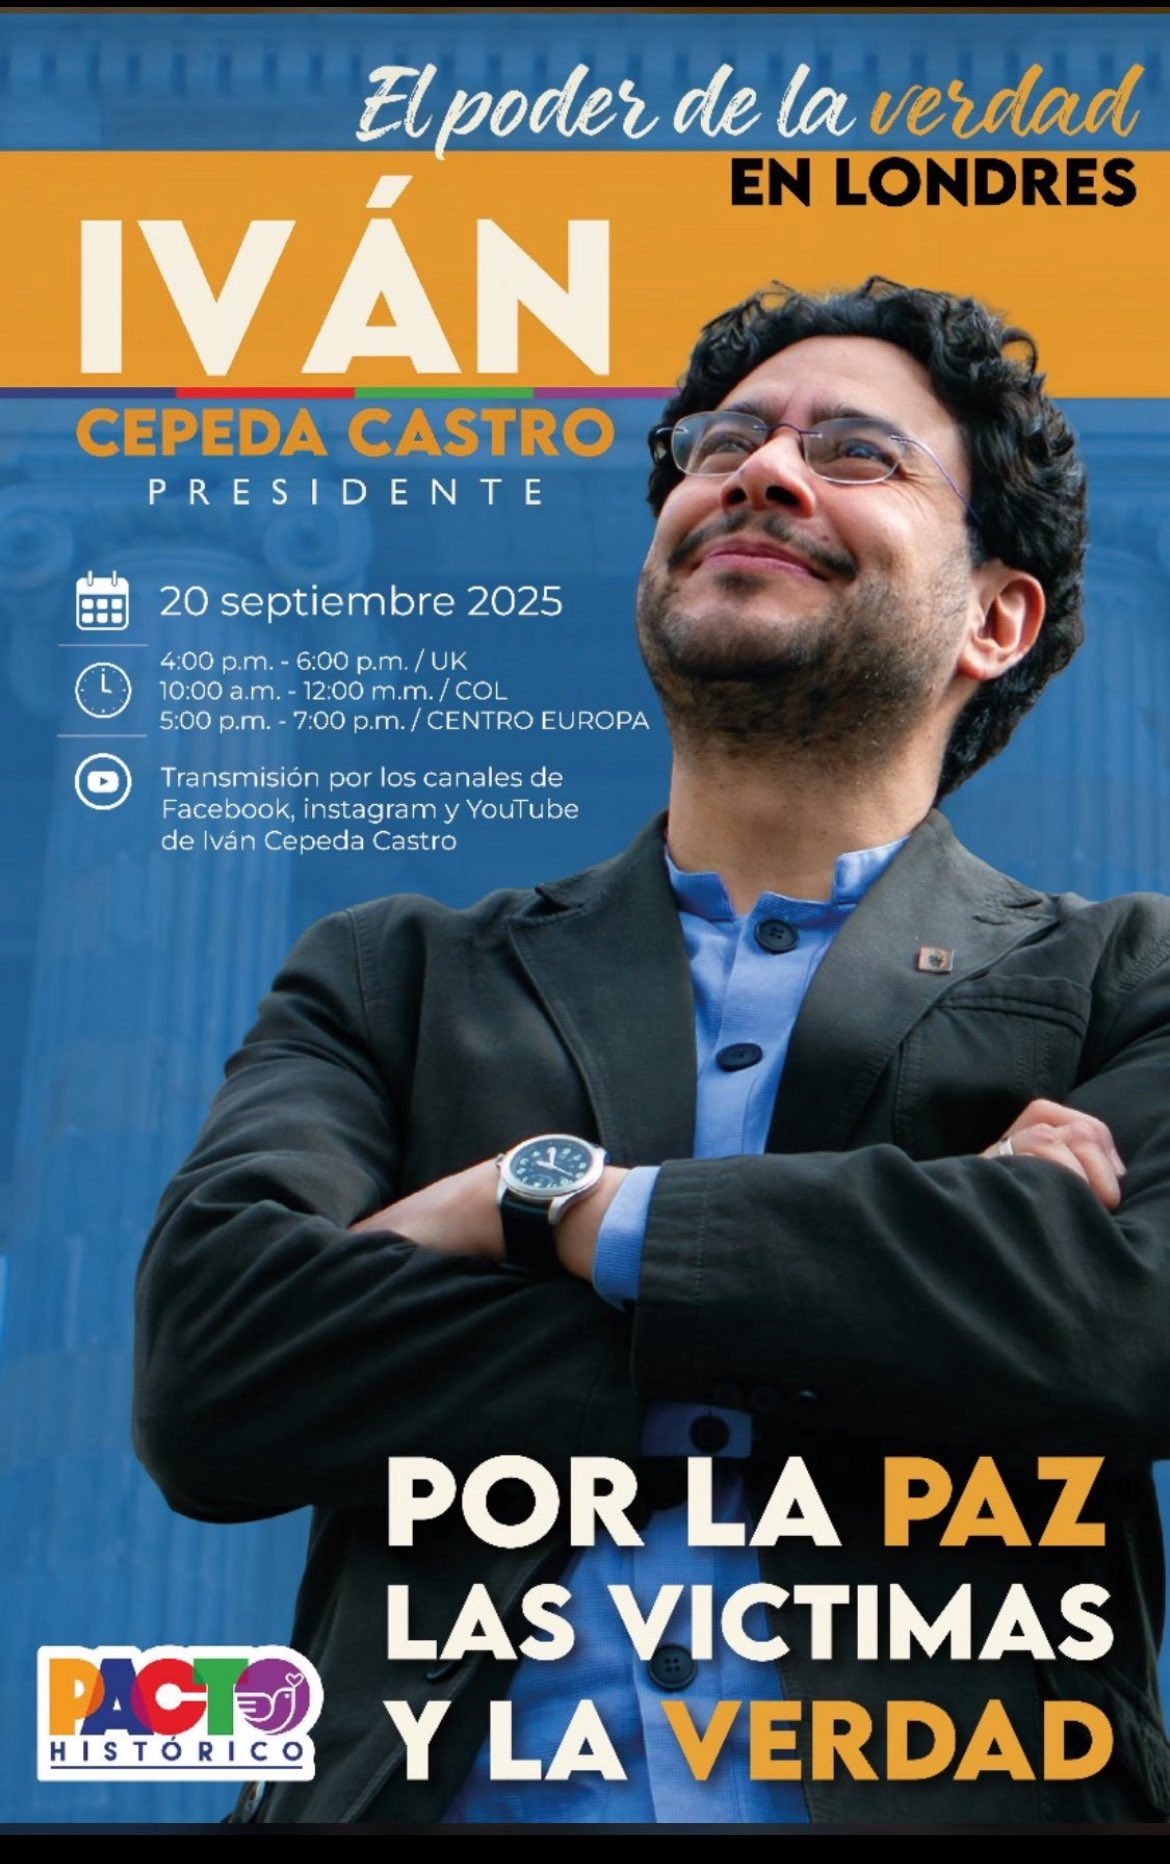 El poder de la verdad
EN LONDRES
IVÁN
CEPEDA CASTRO
PRESIDENTE
20 septiembre 2025
4:00 p.m. - 6:00 p.m. / UK
10:00 a.m. - 12:00 m.m. / COL
5:00 p.m. - 7:00 p.m. / CENTRO EUROPA
Transmisión por los canales de
Facebook, instagram y YouTube
de Iván Cepeda Castro
POR LA PAZ
LAS VICTIMAS
Y LA VERDAD
PACTO
HISTÓRICO